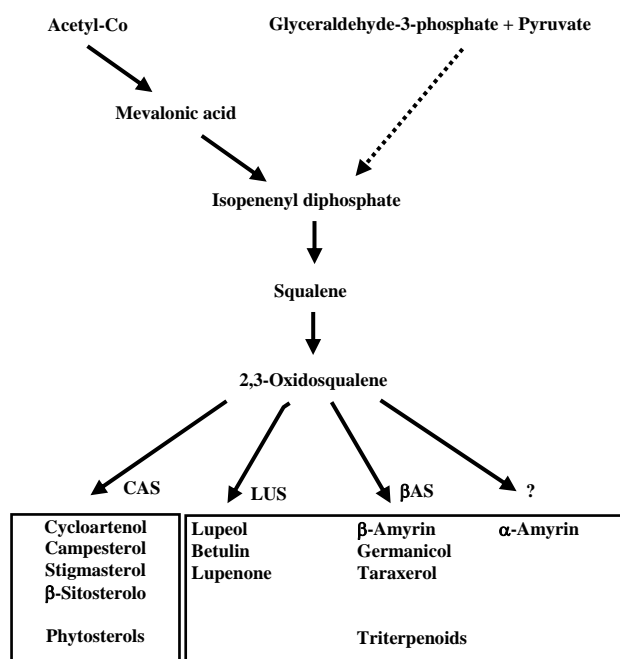 Acetyl-Co
Glyceraldehyde-3-phosphate + Pyruvate
Mevalonic acid
Isopenenyl diphosphate
Squalene
2,3-Oxidosqualene
CAS
LUS
βAS
?
Cycloartenol
Campesterol
Stigmasterol
β-Sitosterolo
Phytosterols
Lupeol
Betulin
Lupenone
β-Amyrin
Germanicol
Taraxerol
α-Amyrin
Triterpenoids